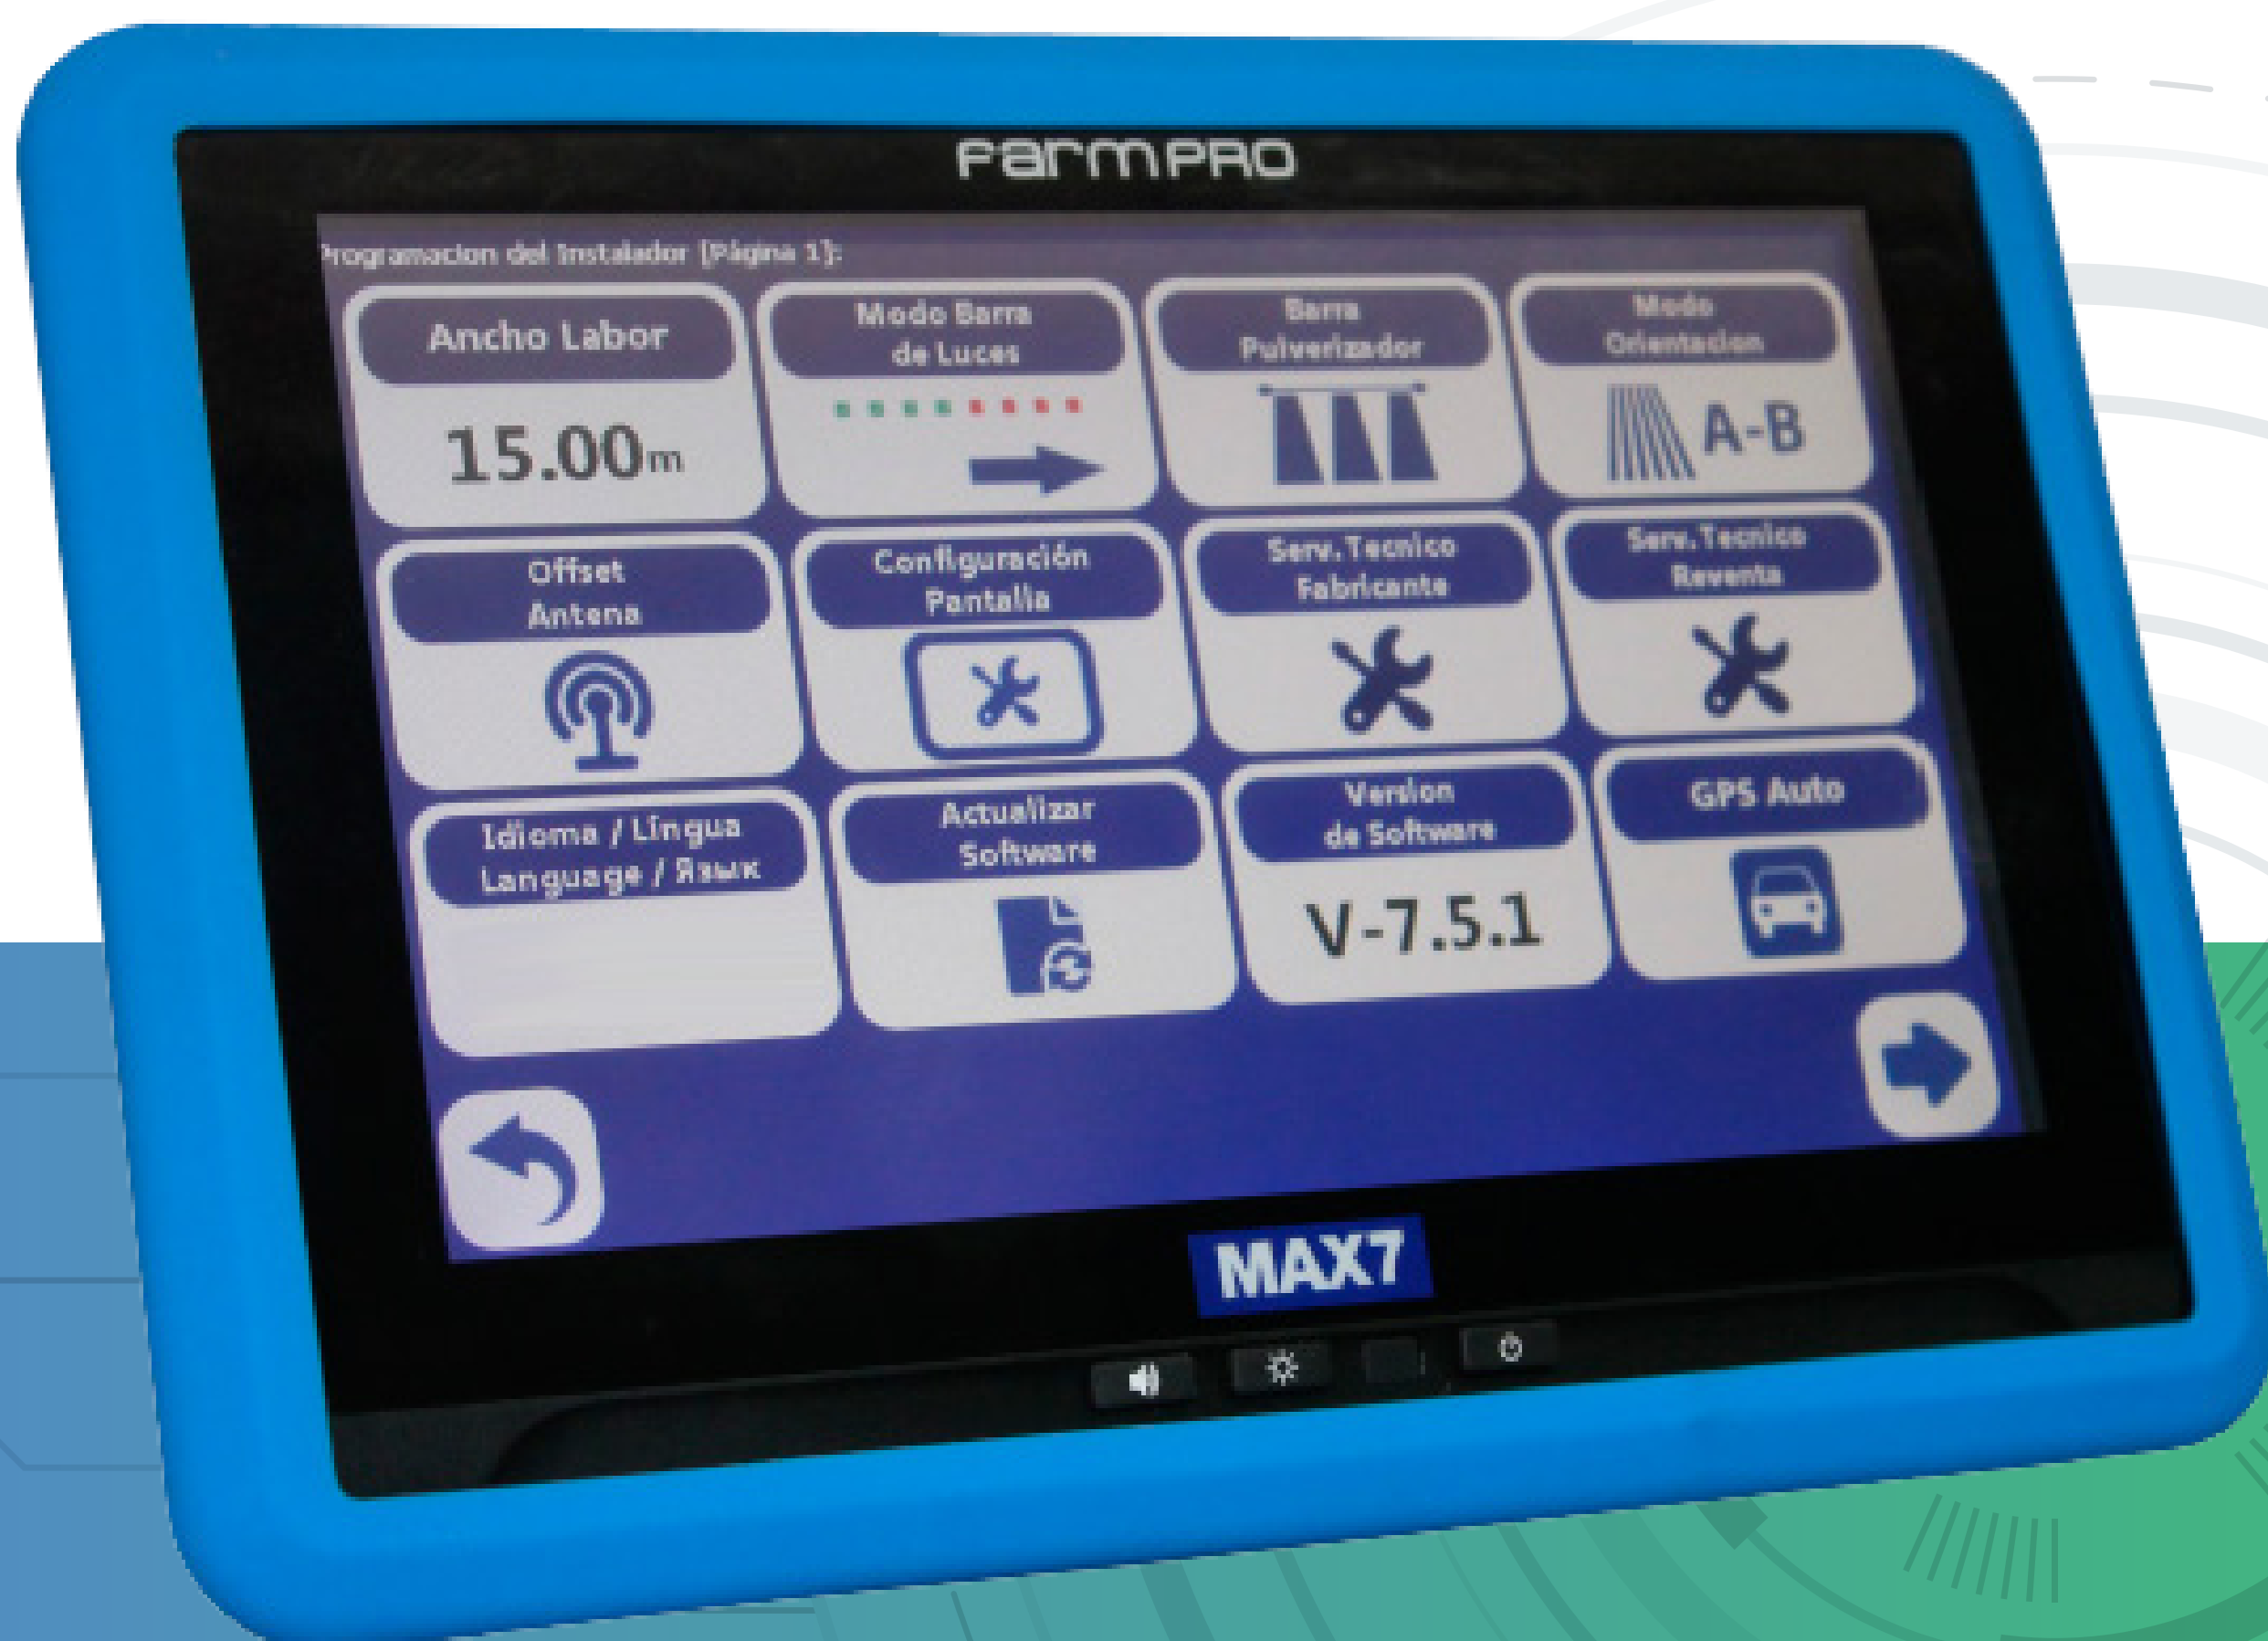 Farm PRO
Programacion del Instalador [Página 1]:
Ancho Labor
15.00m
Modo Barra
de Luces
Barra
Pulverizador
Modo
Orientacion
A-B
Offset
Antena
Configuración
Pantalla
Serv.Tecnico
Fabricante
Serv.Tecnico
Reventa
Idioma / Lingua
Language / Язык
Actualizar
Software
Version
de Software
V-7.5.1
GPS Auto
MAX7